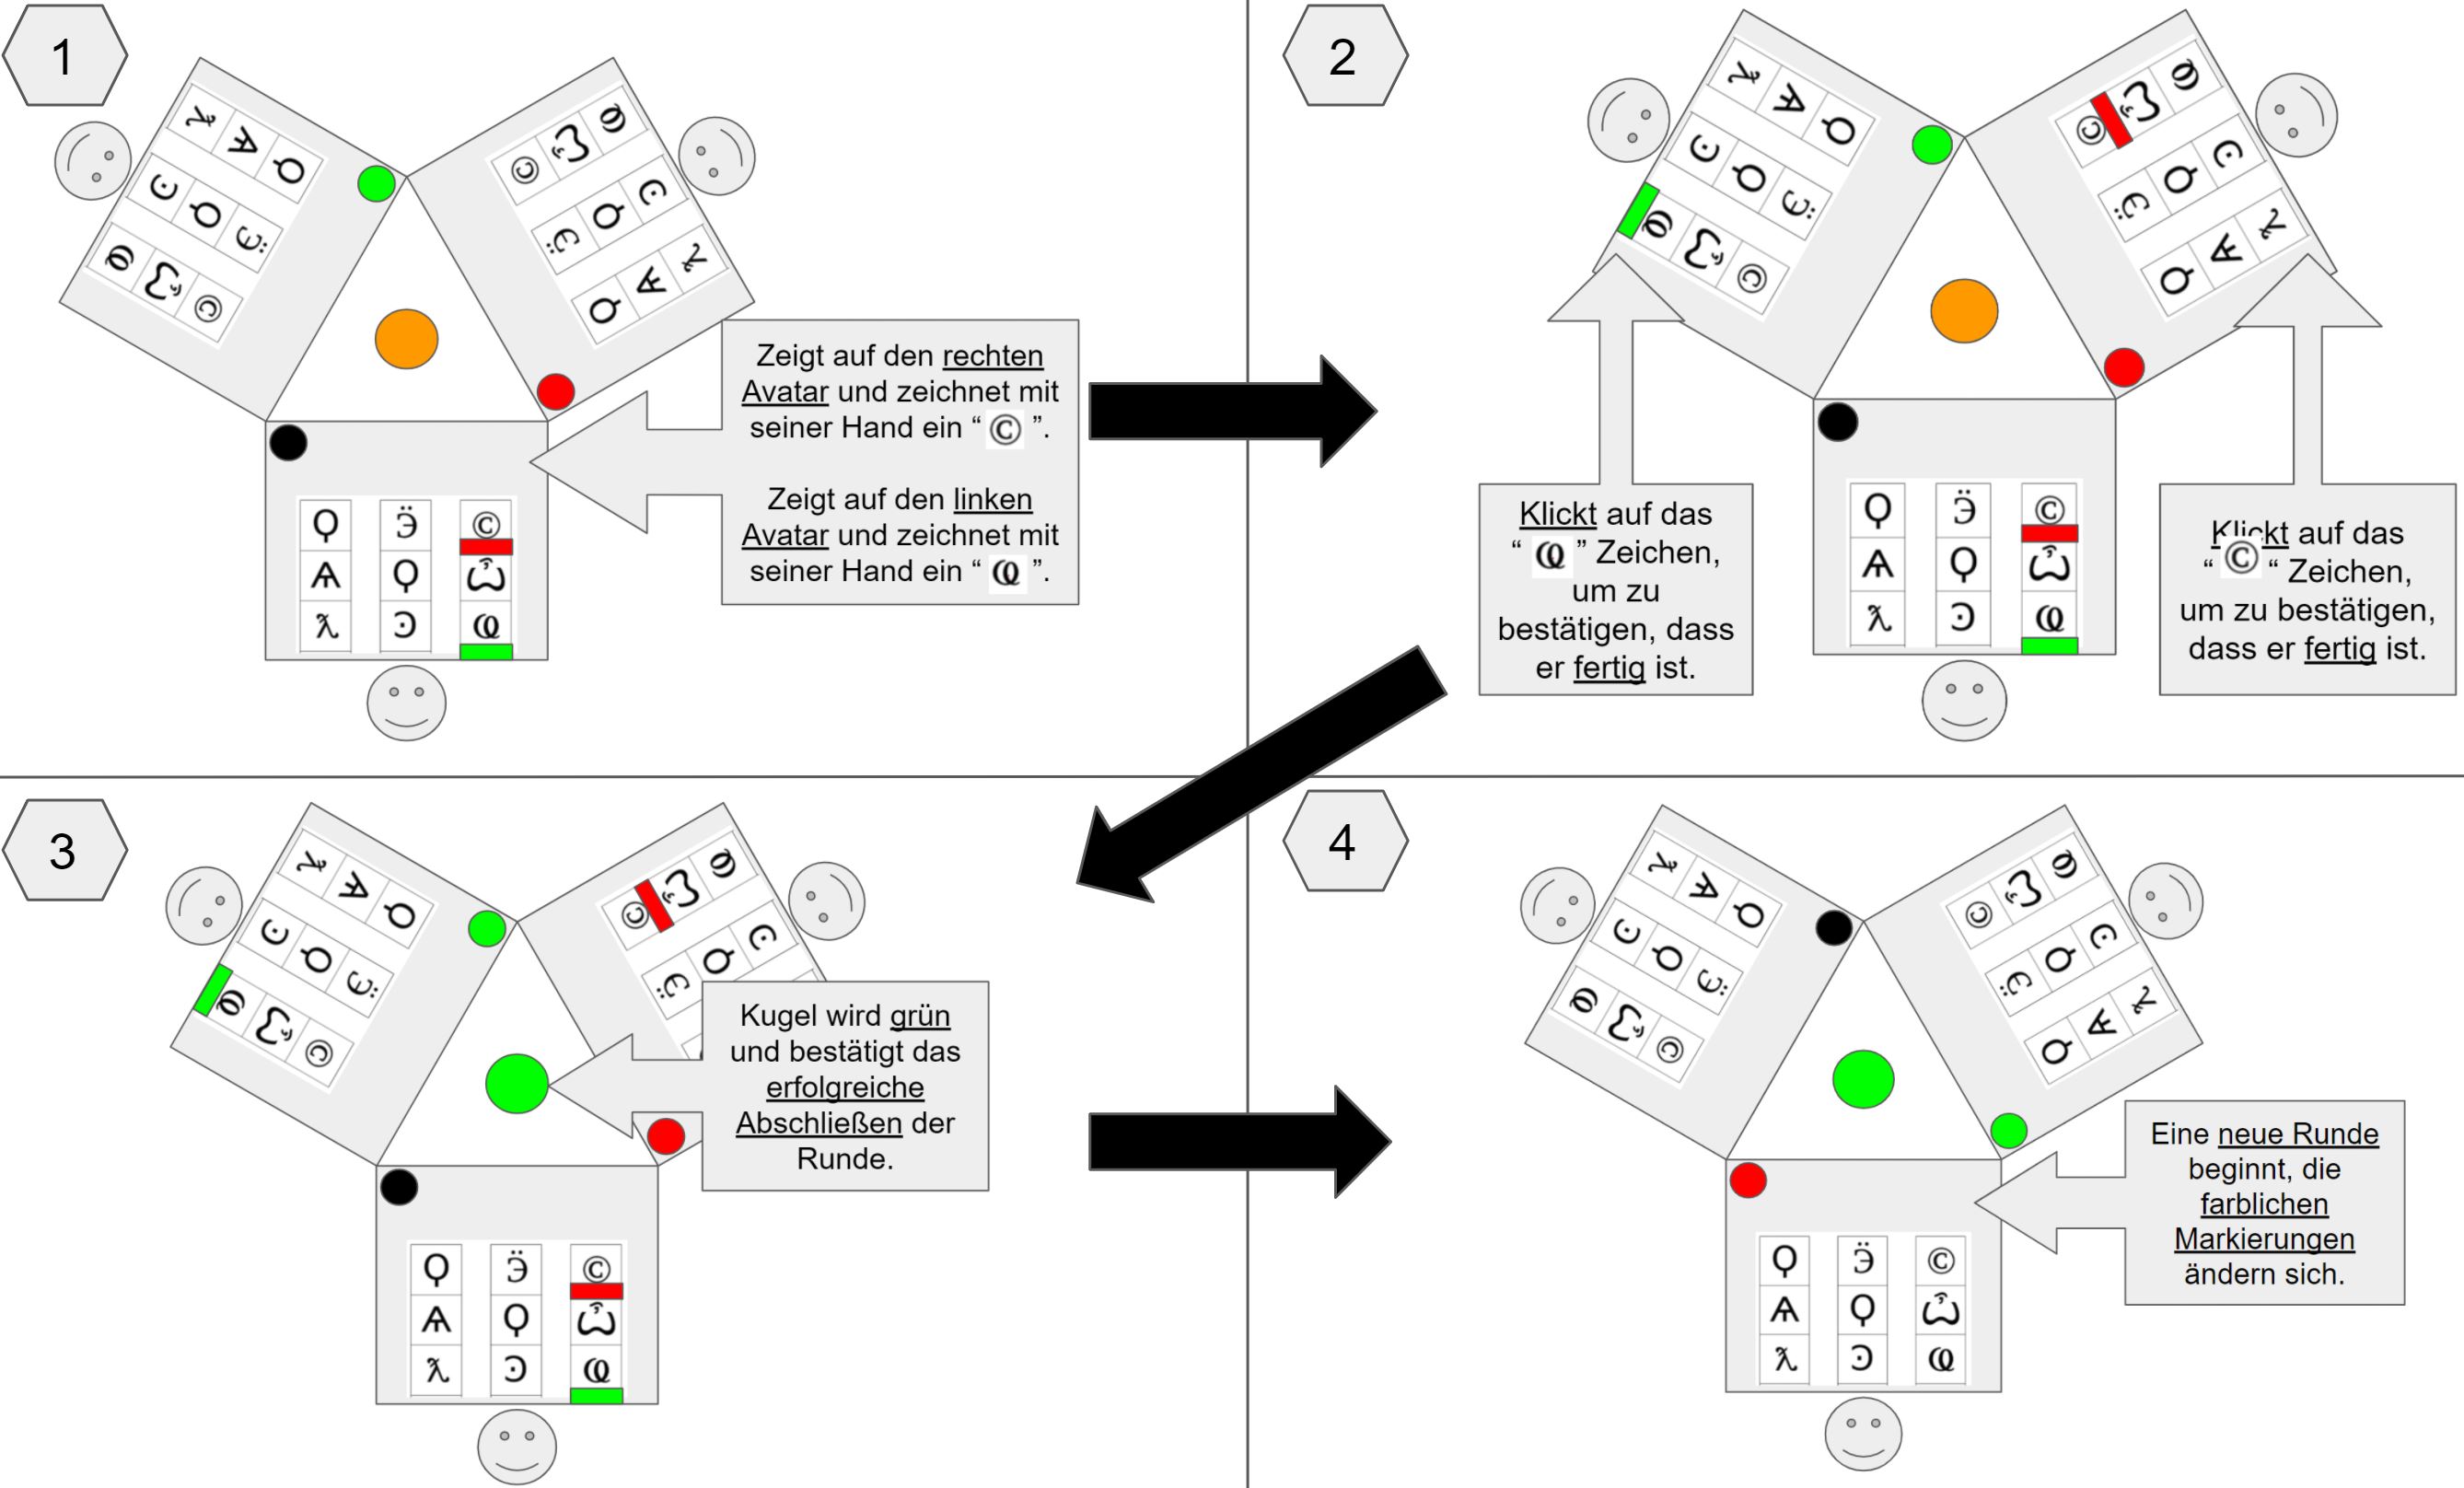 1
Zeigt auf den rechten
Avatar und zeichnet mit
seiner Hand ein “ © ”.
Zeigt auf den linken
Avatar und zeichnet mit
seiner Hand ein “ ”.
2
Klickt auf das
“ ” Zeichen,
um zu
bestätigen, dass
er fertig ist.
Klickt auf das
“ © “ Zeichen,
um zu bestätigen,
dass er fertig ist.
3
Kugel wird grün
und bestätigt das
erfolgreiche
Abschließen der
Runde.
4
Eine neue Runde
beginnt, die
farblichen
Markierungen
ändern sich.